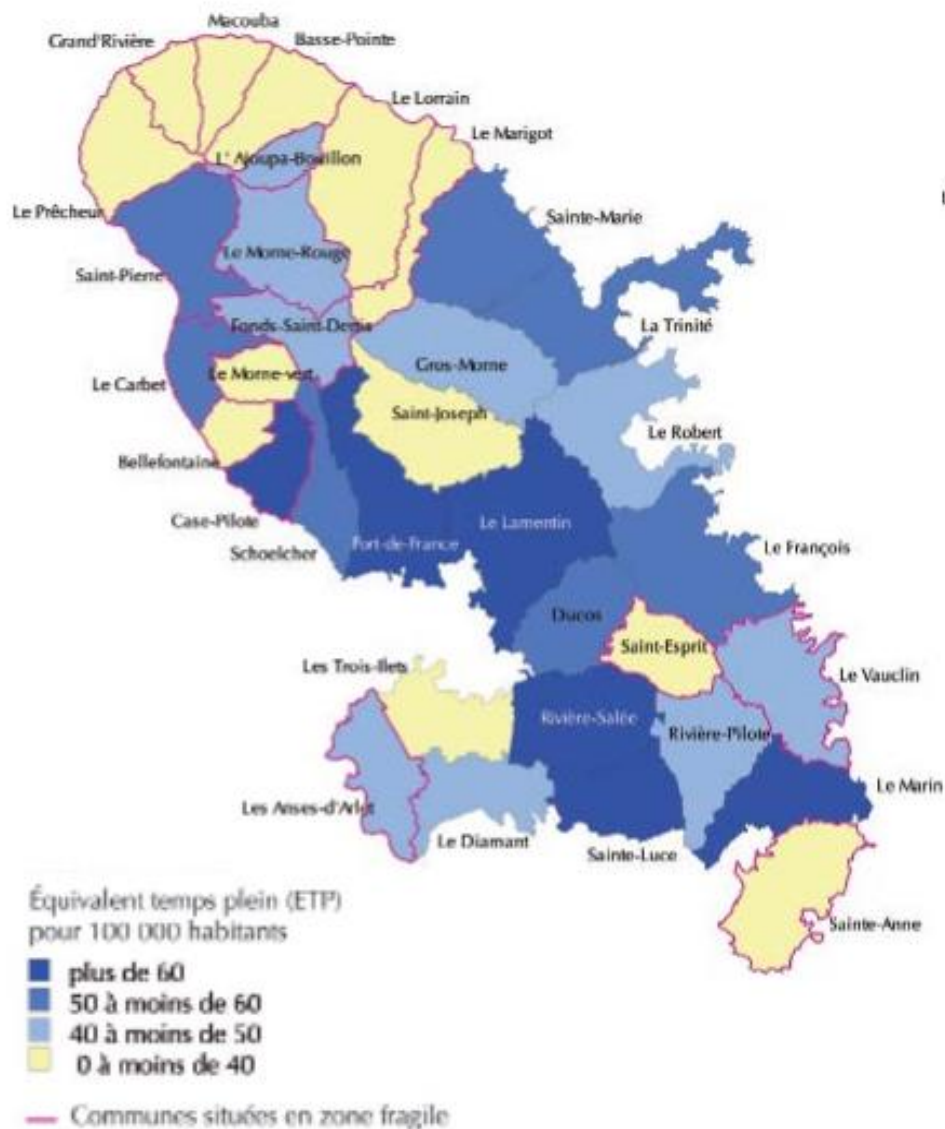 Macouba
Grand'Rivière
Basse-Pointe
Le Lorrain
Le Marigot
L' Ajoupa-Bouillon
Le Prêcheur
Sainte-Marie
Le Morne-Rouge
Saint-Pierre
Fonds-Saint-Denis
La Trinité
Gros-Morne
Le Morne-vert
Le Carbet
Saint-Joseph
Le Robert
Bellefontaine
Case-Pilote
Le Lamentin
Schoelcher
Fort-de-France
Le François
Ducos
Saint-Esprit
Les Trois-Ilets
Le Vauclin
Rivière-Salée
Rivière-Pilote
Le Marin
Les Anses-d'Arlet
Le Diamant
Sainte-Luce
Sainte-Anne
Équivalent temps plein (ETP)
pour 100 000 habitants
plus de 60
50 à moins de 60
40 à moins de 50
0 à moins de 40
Communes situées en zone fragile